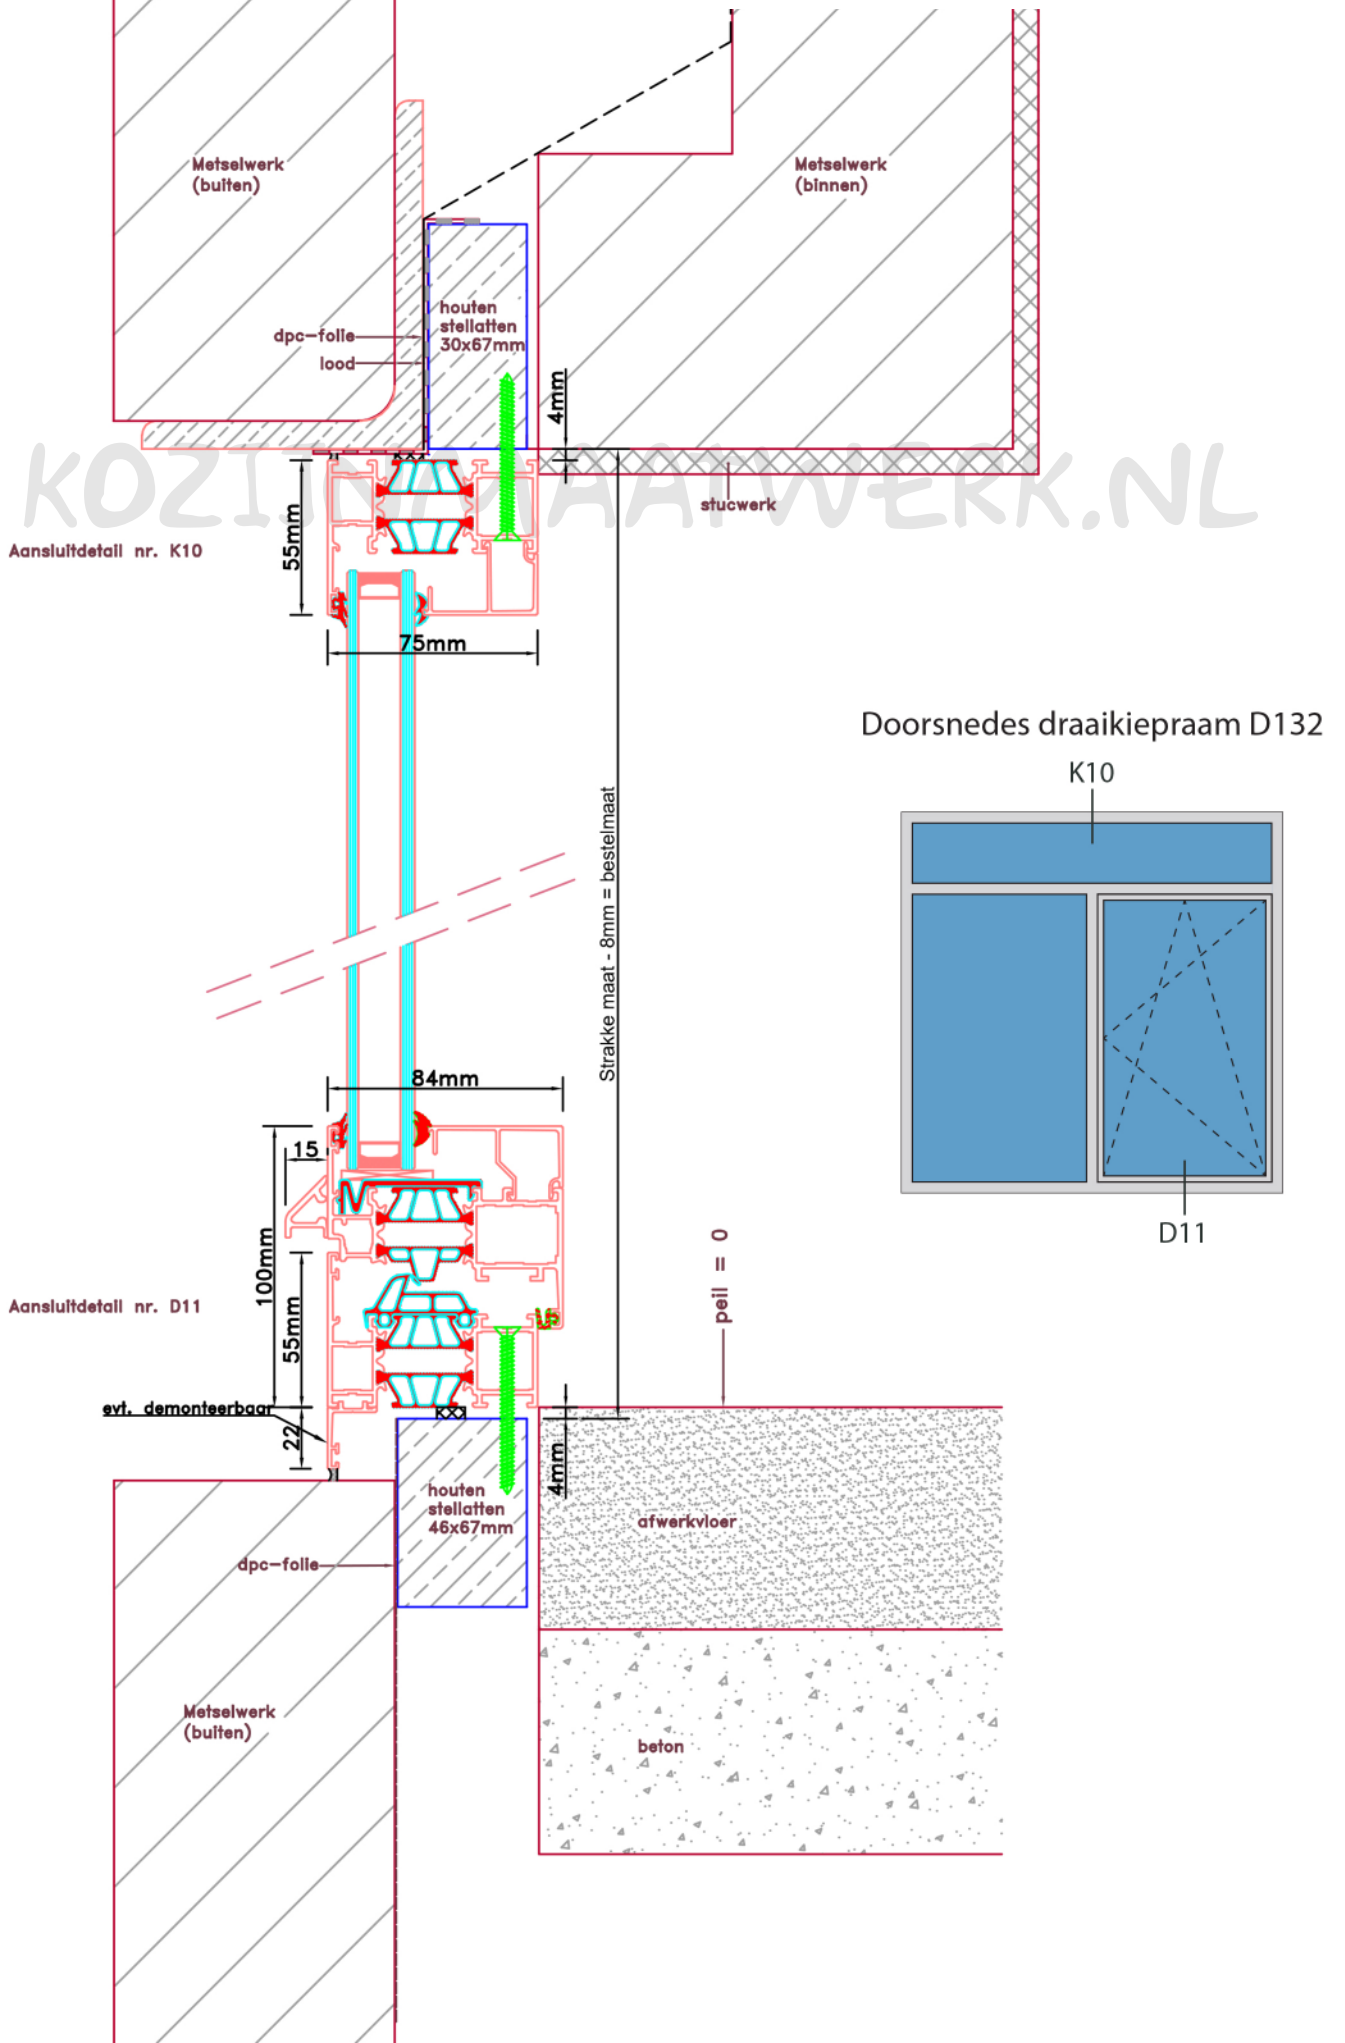 Metselwerk
(buiten)
Metselwerk
(binnen)
houten
stellatten
30x67mm
dpc-folie
lood
4mm
KOZIJNMAATWERK.NL
stucwerk
Aansluitdetail nr. K10
55mm
75mm
Doorsnedes draaikiepraam D132
K10
Strakke maat - 8mm = bestelmaat
84mm
15
D11
100mm
peil = 0
Aansluitdetail nr. D11
55mm
evt. demonteerbaar
22
4mm
houten
stellatten
46x67mm
afwerkvloer
dpc-folie
Metselwerk
(buiten)
beton